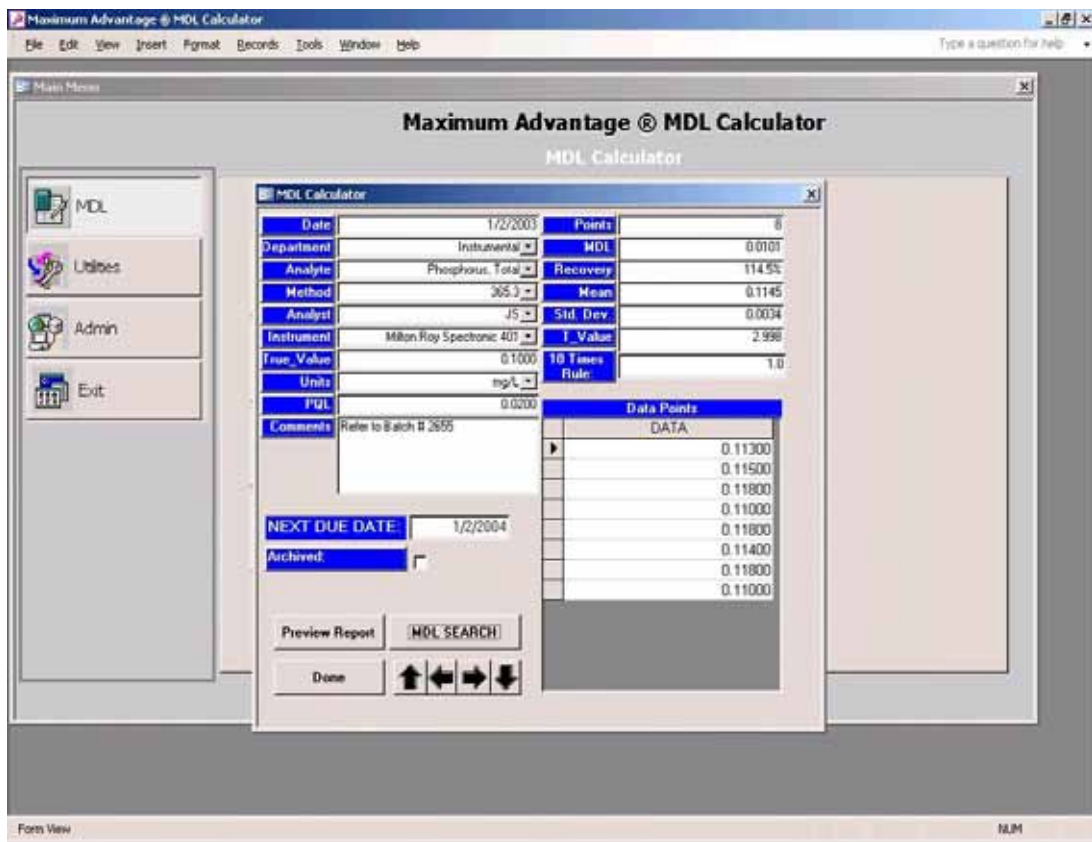 Maximum Advantage ® MDL Calculator
File Edit View Insert Format Records Tools Window Help
Type a question for help
Main Menu
Maximum Advantage ® MDL Calculator
MDL Calculator
MDL
Utilities
Admin
Exit
MDL Calculator
Date 1/2/2003
Department Instrumental
Analyte Phosphorus, Total
Method 365.3
Analyst JS
Instrument Milton Roy Spectronic 401
True_Value 0.1000
Units mg/L
PQL 0.0200
Comments Refer to Batch # 2655
NEXT DUE DATE: 1/2/2004
Archived:
Preview Report MDL SEARCH
Done
Points 8
MDL 0.0101
Recovery 114.5%
Mean 0.1145
Std. Dev. 0.0034
T_Value 2.998
10 Times
Rule: 1.0
Data Points
DATA
0.11300
0.11500
0.11800
0.11000
0.11800
0.11400
0.11800
0.11000
Form View
NUM